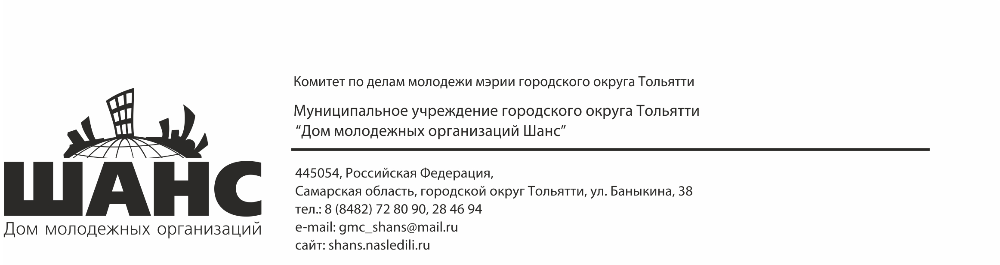 ШАНС
Дом молодежных организаций
Комитет по делам молодежи мэрии городского округа Тольятти
Муниципальное учреждение городского округа Тольятти
“Дом молодежных организаций Шанс”
445054, Российская Федерация,
Самарская область, городской округ Тольятти, ул. Баныкина, 38
тел.: 8 (8482) 72 80 90, 28 46 94
e-mail: gmc_shans@mail.ru
сайт: shans.nasledili.ru